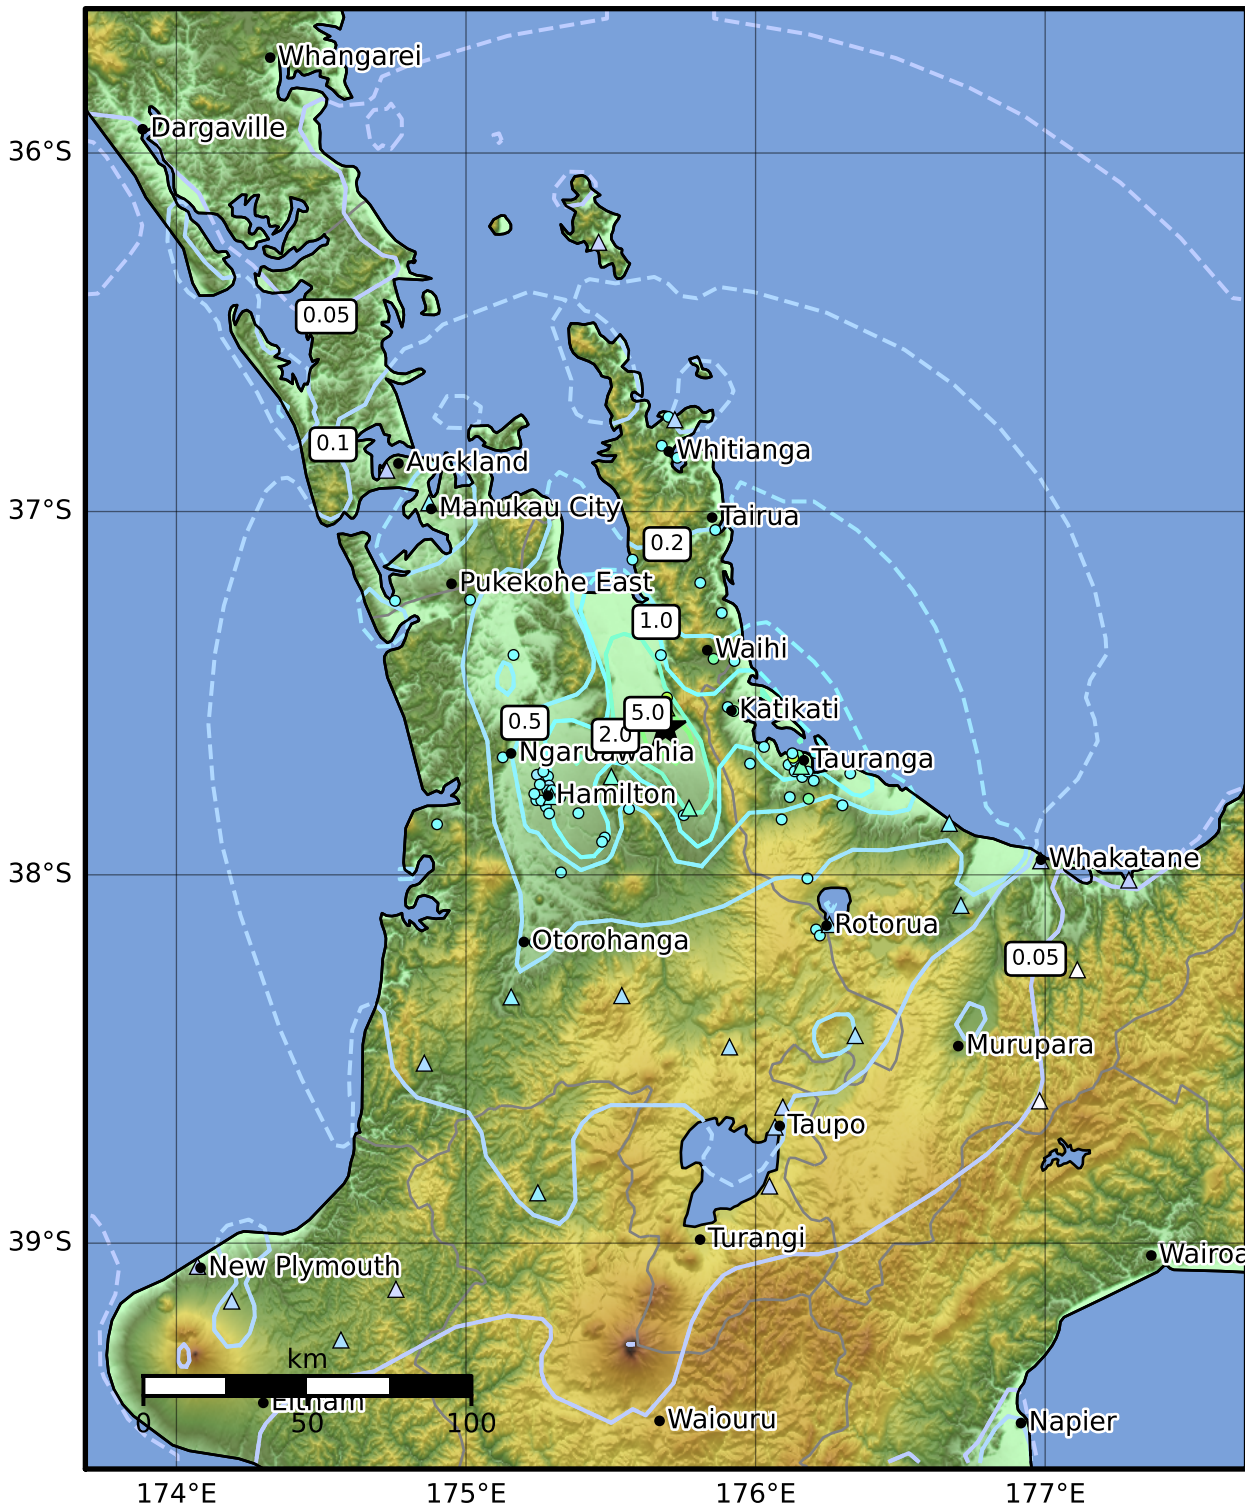 Whangarei
Dargaville
36°S
0.05
0.1
Auckland
Whitianga
Manukau City
37°S
Tairua
0.2
Pukekohe East
1.0
Waihi
5.0
Katikati
0.5
2.0
Ngaruawahia
Tauranga
Hamilton
Whakatane
38°S
Rotorua
Otorohanga
0.05
Murupara
Taupo
Turangi
39°S
Wairoa
New Plymouth
km
Eltham
0 50 100
Waiouru
Napier
174°E 175°E 176°E 177°E